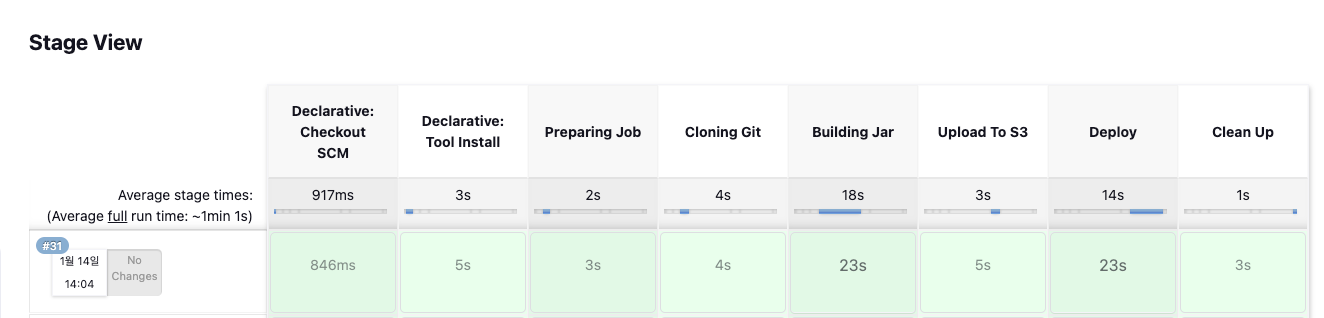 Stage View
Declarative:
Checkout
SCM
Declarative:
Tool Install
Preparing Job
Cloning Git
Building Jar
Upload To S3
Deploy
Clean Up
Average stage times:
(Average full run time: ~1min 1s)
917ms
3s
2s
4s
18s
3s
14s
1s
#31
1월 14일
14:04
No
Changes
846ms
5s
3s
4s
23s
5s
23s
3s